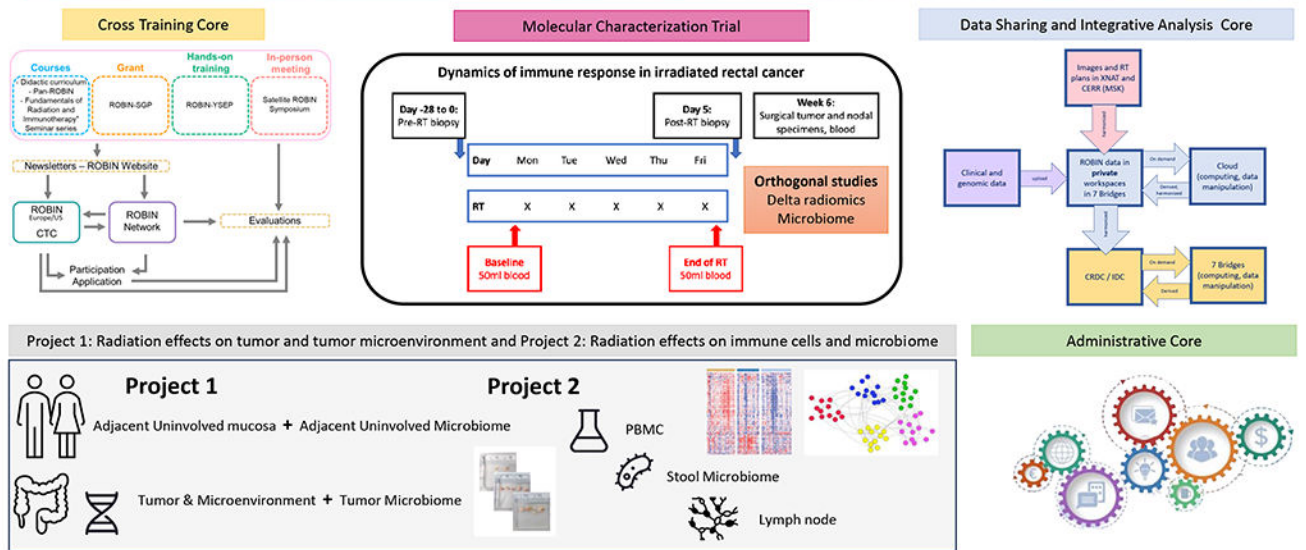 Cross Training Core
Courses
- Didactic curriculum
- Pan-ROBIN
- Fundamentals of
Radiation and
Immunotherapy"
Seminar series
Grant
ROBIN-SGP
Hands-on
training
ROBIN-YSEP
In-person
meeting
Satellite ROBIN
Symposium
Newsletters – ROBIN Website
ROBIN
Europe/US
CTC
ROBIN
Network
Evaluations
Participation
Application
Molecular Characterization Trial
Dynamics of immune response in irradiated rectal cancer
Day -28 to 0:
Pre-RT biopsy
Day 5:
Post-RT biopsy
Week 6:
Surgical tumor and nodal
specimens, blood
Day Mon Tue Wed Thu Fri
RT X X X X X
Orthogonal studies
Delta radiomics
Microbiome
Baseline
50ml blood
End of RT
50ml blood
Data Sharing and Integrative Analysis Core
Images and RT
plans in XNAT and
CERR (MSK)
harmonized
Clinical and
genomic data
upload
ROBIN data in
private
workspaces
in 7 Bridges
On demand
Derived,
harmonized
Cloud
(computing, data
manipulation)
harmonized
CRDC / IDC
On demand
Derived
7 Bridges
(computing, data
manipulation)
Project 1: Radiation effects on tumor and tumor microenvironment and Project 2: Radiation effects on immune cells and microbiome
Project 1
Project 2
Adjacent Uninvolved mucosa + Adjacent Uninvolved Microbiome
Tumor & Microenvironment + Tumor Microbiome
PBMC
Stool Microbiome
Lymph node
Administrative Core
$
€